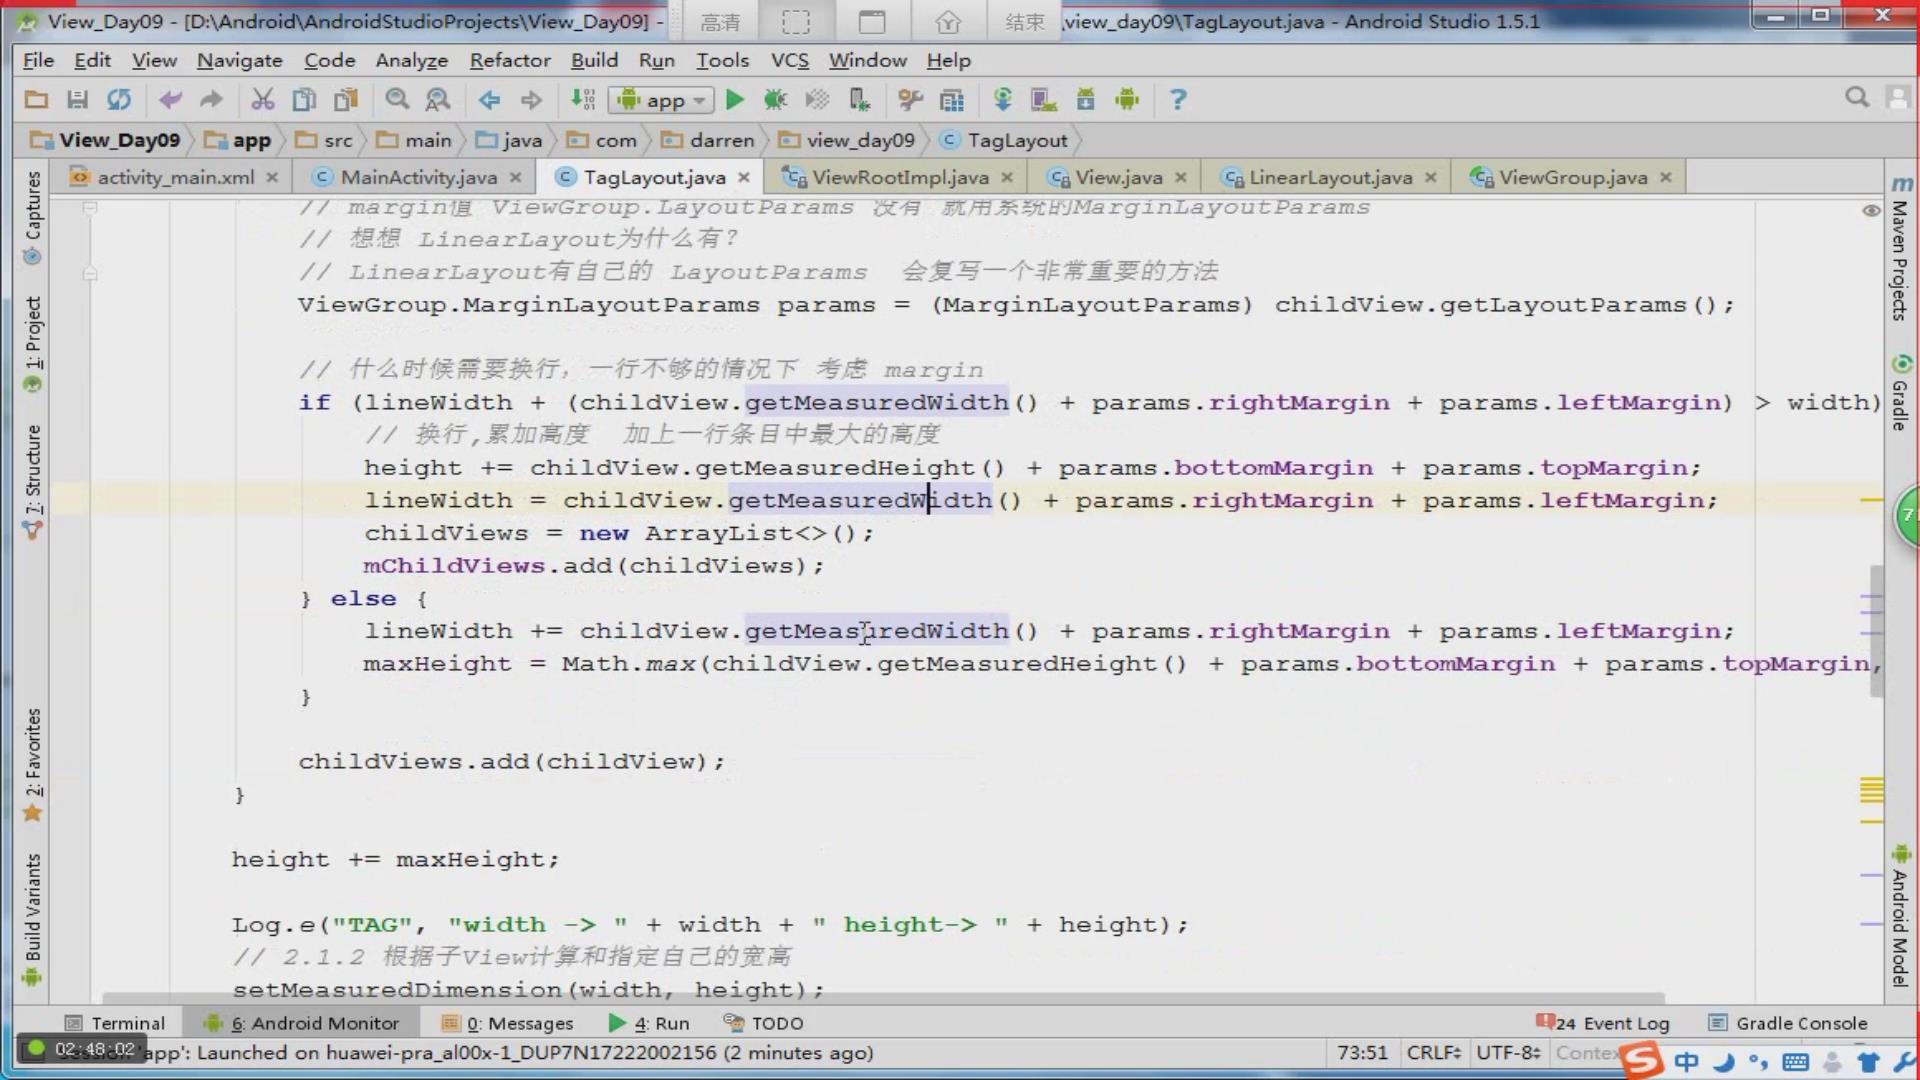 View_Day09 - [D:\Android\AndroidStudioProjects\View_Day09] -
高清
结束
\view_day09\TagLayout.java - Android Studio 1.5.1
File Edit View Navigate Code Analyze Refactor Build Run Tools VCS Window Help
app
View_Day09 app src main java com darren view_day09 TagLayout
activity_main.xml MainActivity.java TagLayout.java ViewRootImpl.java View.java LinearLayout.java ViewGroup.java
Captures
1: Project
7: Structure
2: Favorites
Build Variants
// margin值 ViewGroup.LayoutParams 没有 就用系统的MarginLayoutParams
// 想想 LinearLayout为什么有?
// LinearLayout有自己的 LayoutParams 会复写一个非常重要的方法
ViewGroup.MarginLayoutParams params = (MarginLayoutParams) childView.getLayoutParams();
// 什么时候需要换行，一行不够的情况下 考虑 margin
if (lineWidth + (childView.getMeasuredWidth() + params.rightMargin + params.leftMargin) > width)
// 换行,累加高度 加上一行条目中最大的高度
height += childView.getMeasuredHeight() + params.bottomMargin + params.topMargin;
lineWidth = childView.getMeasuredWidth() + params.rightMargin + params.leftMargin;
childViews = new ArrayList<>();
mChildViews.add(childViews);
} else {
lineWidth += childView.getMeasuredWidth() + params.rightMargin + params.leftMargin;
maxHeight = Math.max(childView.getMeasuredHeight() + params.bottomMargin + params.topMargin,
}
childViews.add(childView);
}
height += maxHeight;
Log.e("TAG", "width -> " + width + " height-> " + height);
// 2.1.2 根据子View计算和指定自己的宽高
setMeasuredDimension(width, height);
Maven Projects
Gradle
7
Android Model
Terminal 6: Android Monitor 0: Messages 4: Run TODO 24 Event Log Gradle Console
02:48:02
'app': Launched on huawei-pra_al00x-1_DUP7N17222002156 (2 minutes ago)
73:51 CRLF UTF-8
中